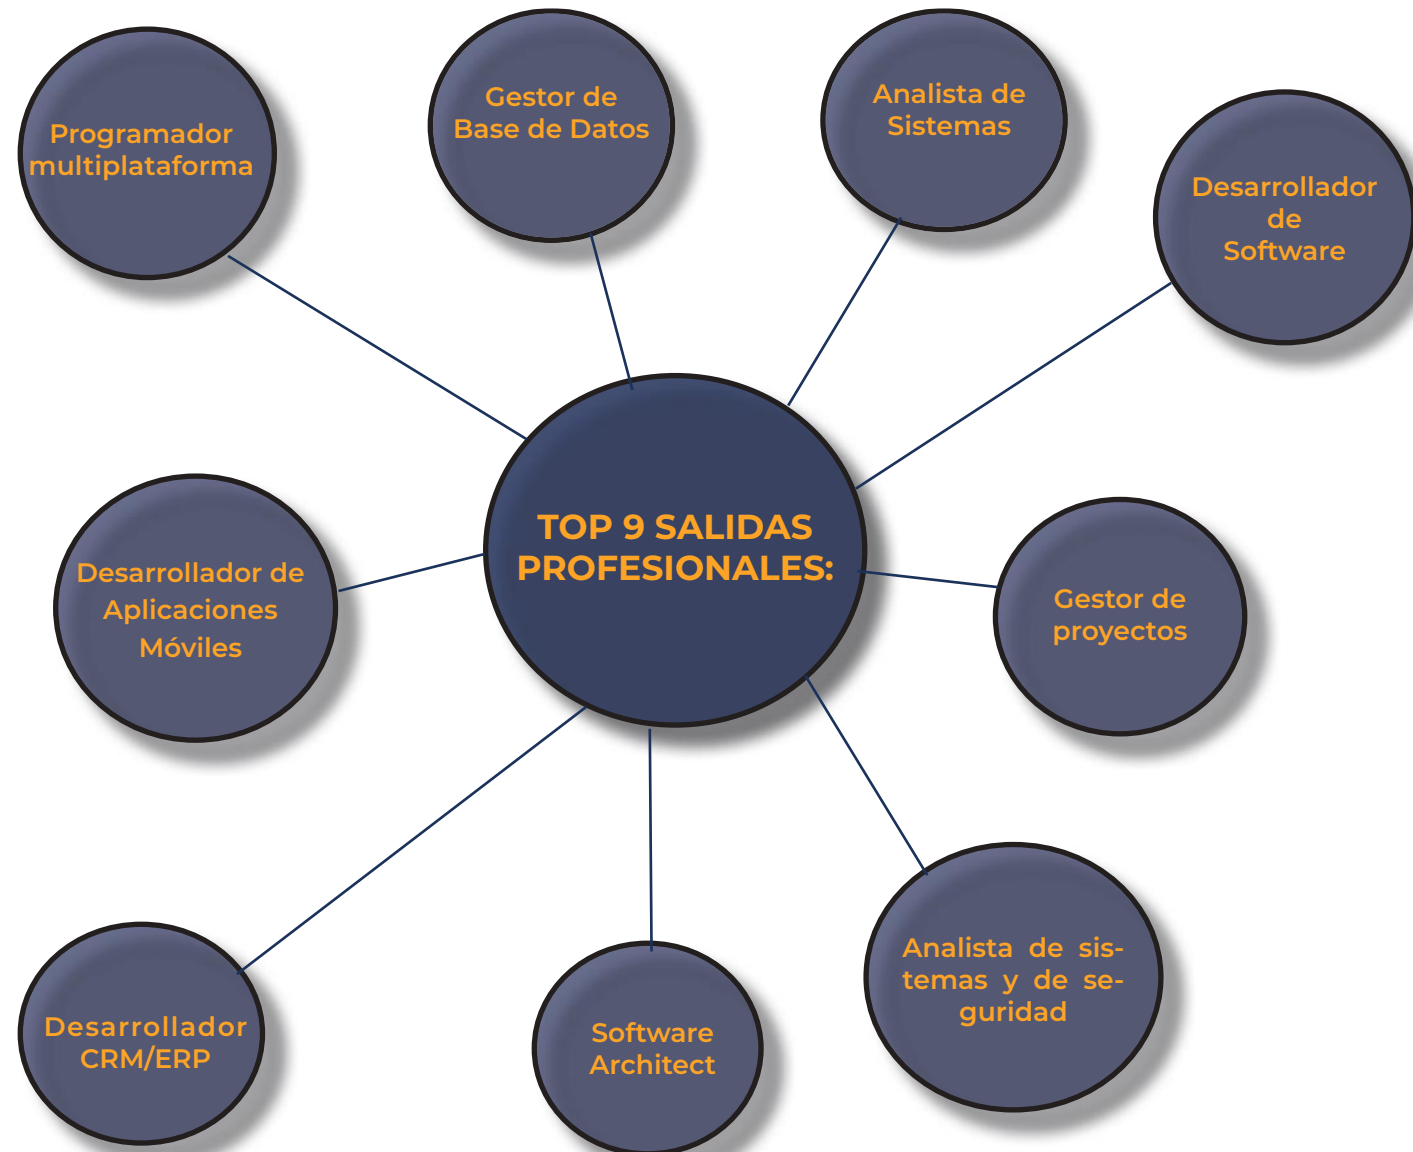 Programador
multiplataforma
Gestor de
Base de Datos
Analista de
Sistemas
Desarrollador
de
Software
TOP 9 SALIDAS
PROFESIONALES:
Desarrollador de
Aplicaciones
Móviles
Gestor de
proyectos
Desarrollador
CRM/ERP
Software
Architect
Analista de sis-
temas y de se-
guridad